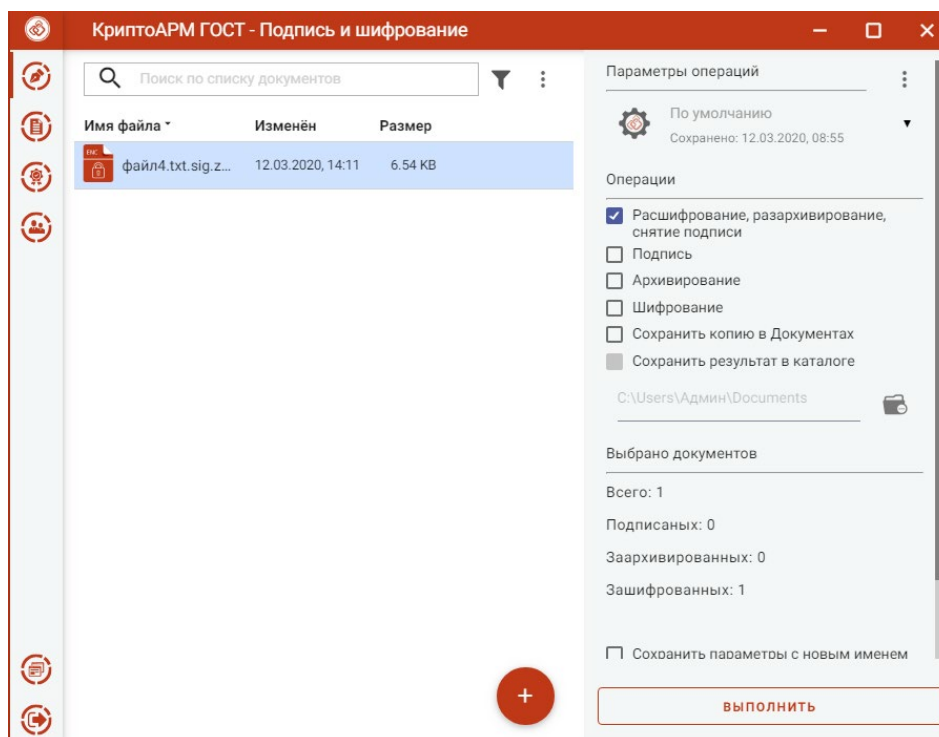 КриптоАРМ ГОСТ - Подпись и шифрование
Поиск по списку документов
Имя файла Изменён Размер
ENC
файл4.txt.sig.z... 12.03.2020, 14:11 6.54 KB
Параметры операций
По умолчанию
Сохранено: 12.03.2020, 08:55
Операции
Расшифрование, разархивирование,
снятие подписи
Подпись
Архивирование
Шифрование
Сохранить копию в Документах
Сохранить результат в каталоге
C:\Users\Админ\Documents
Выбрано документов
Всего: 1
Подписаных: 0
Заархивированных: 0
Зашифрованных: 1
Сохранить параметры с новым именем
ВЫПОЛНИТЬ